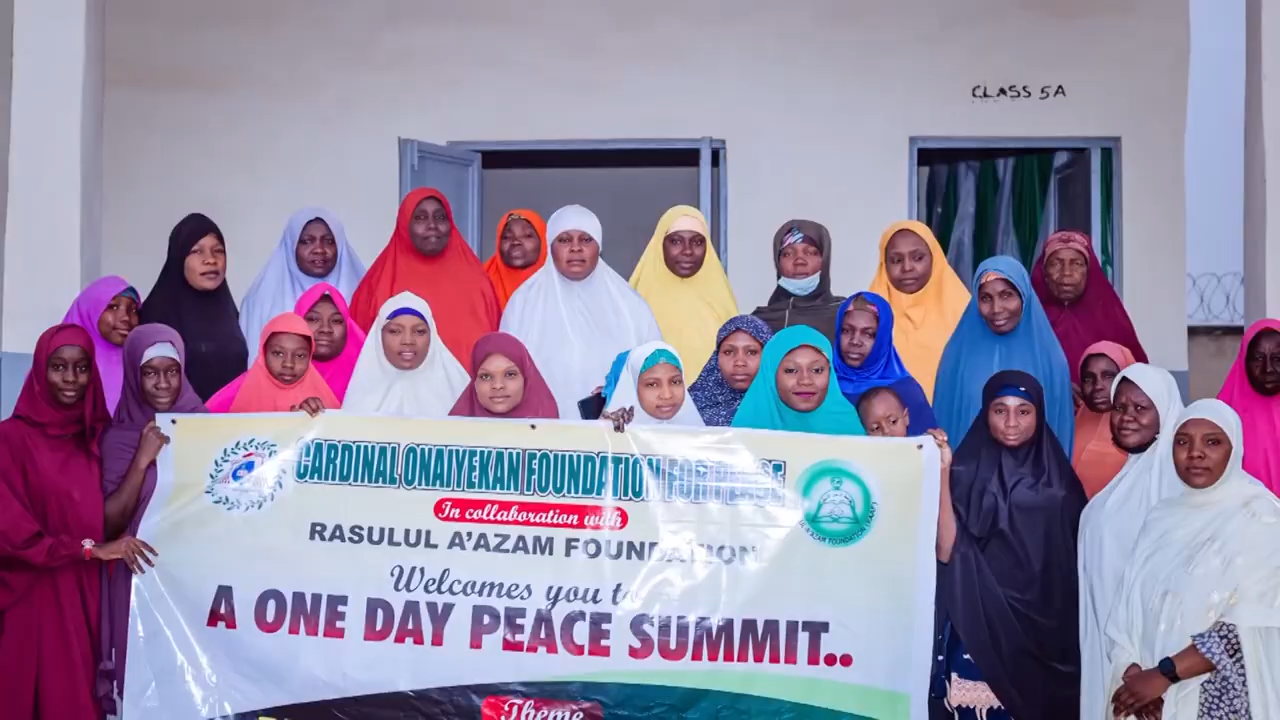 CLASS 5A
CARDINAL ONAIYEKAN FOUNDATION FOR PEACE
In collaboration with
RASULUL A'AZAM FOUNDATION
Welcomes you to
A ONE DAY PEACE SUMMIT..
Theme